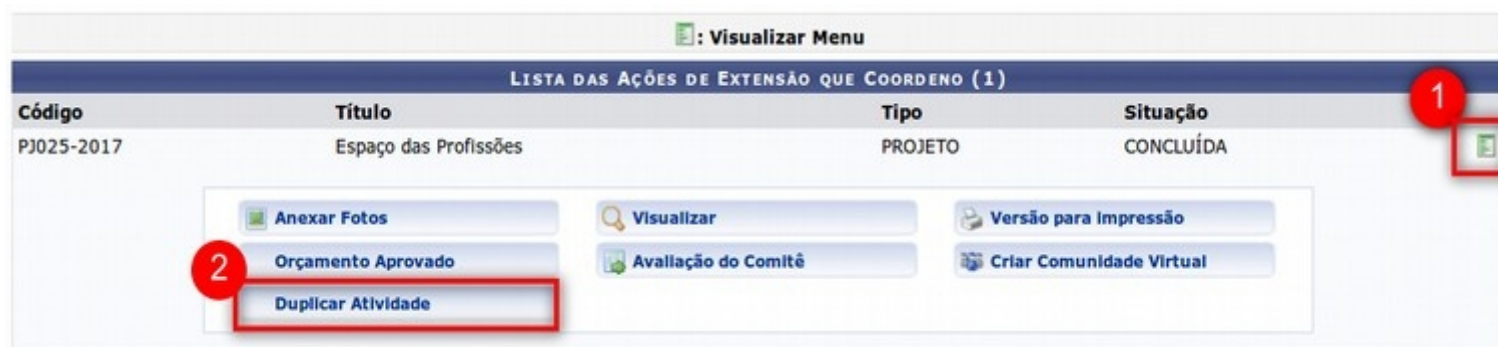 : Visualizar Menu
LISTA DAS AÇÕES DE EXTENSÃO QUE COORDENO (1)
Código Título Tipo Situação
1
PJ025-2017 Espaço das Profissões PROJETO CONCLUÍDA
Anexar Fotos Visualizar Versão para Impressão
2
Orçamento Aprovado Avaliação do Comitê Criar Comunidade Virtual
Duplicar Atividade